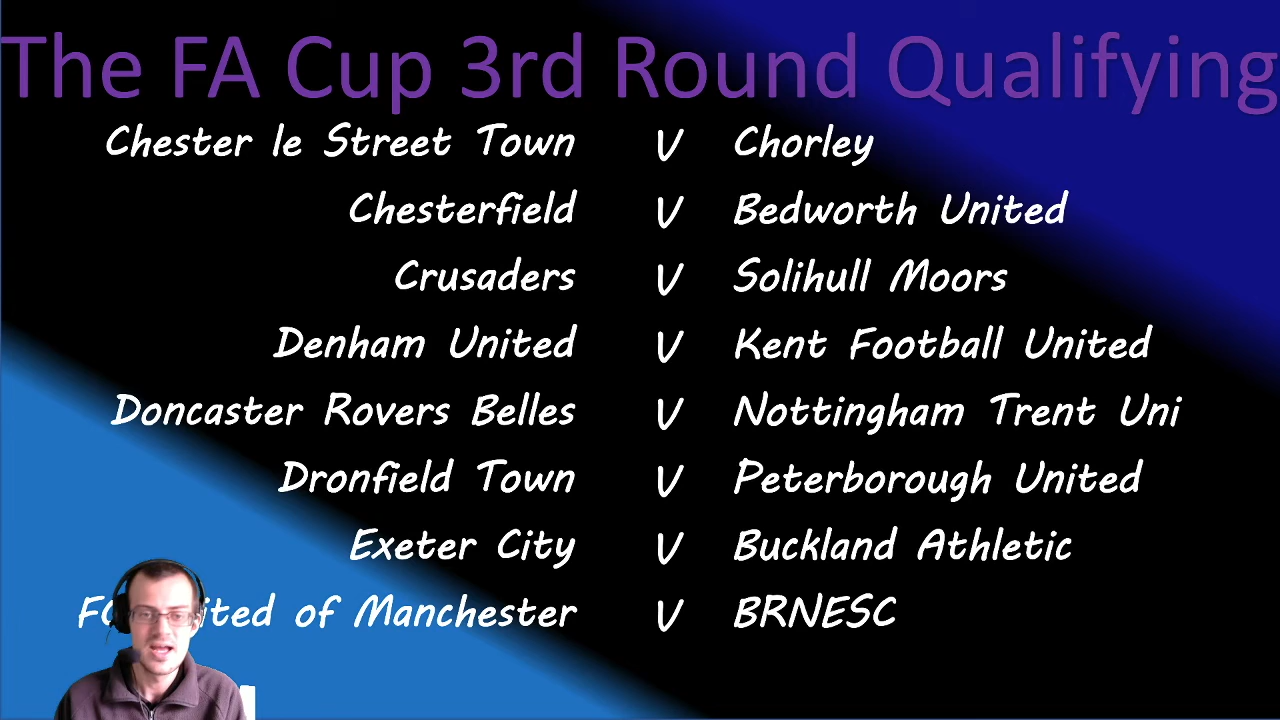 The FA Cup 3rd Round Qualifying
Chester le Street Town V Chorley
Chesterfield V Bedworth United
Crusaders V Solihull Moors
Denham United V Kent Football United
Doncaster Rovers Belles V Nottingham Trent Uni
Dronfield Town V Peterborough United
Exeter City V Buckland Athletic
of Manchester V BRNESC